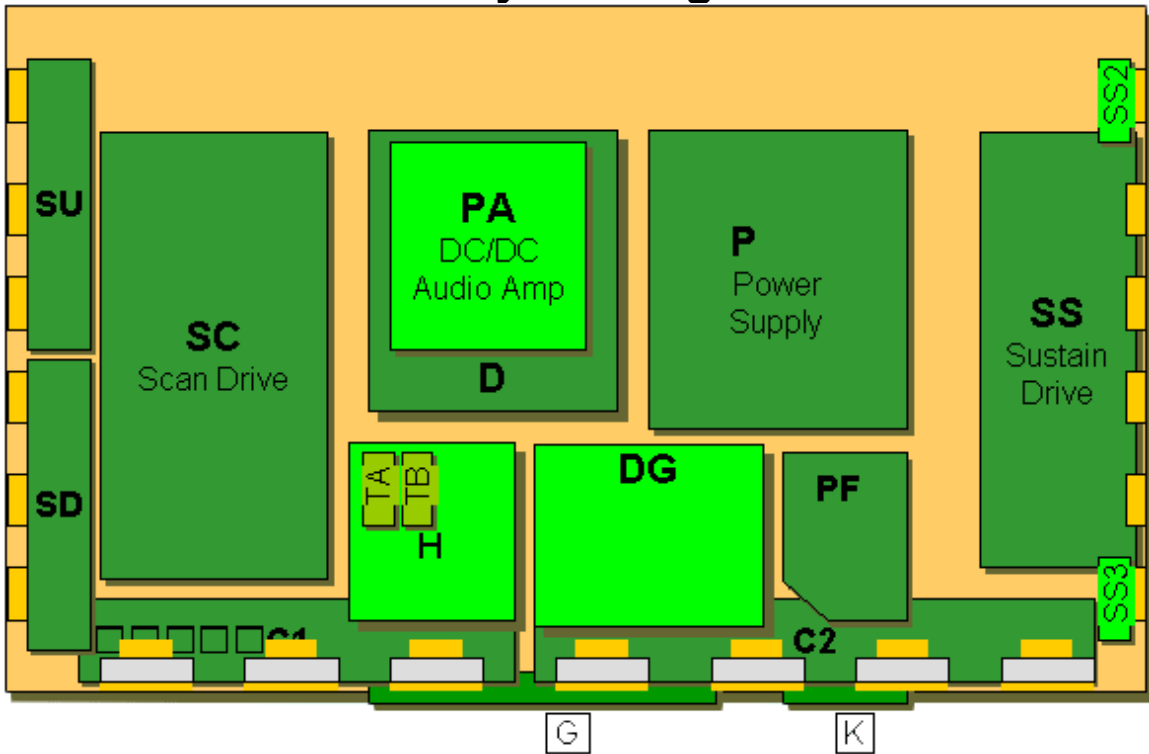 SS2
SU
PA
DC/DC
Audio Amp
P
Power
Supply
SS
Sustain
Drive
SC
Scan Drive
D
TA
TB
H
DG
PF
SD
SS3
C1
C2
G
K